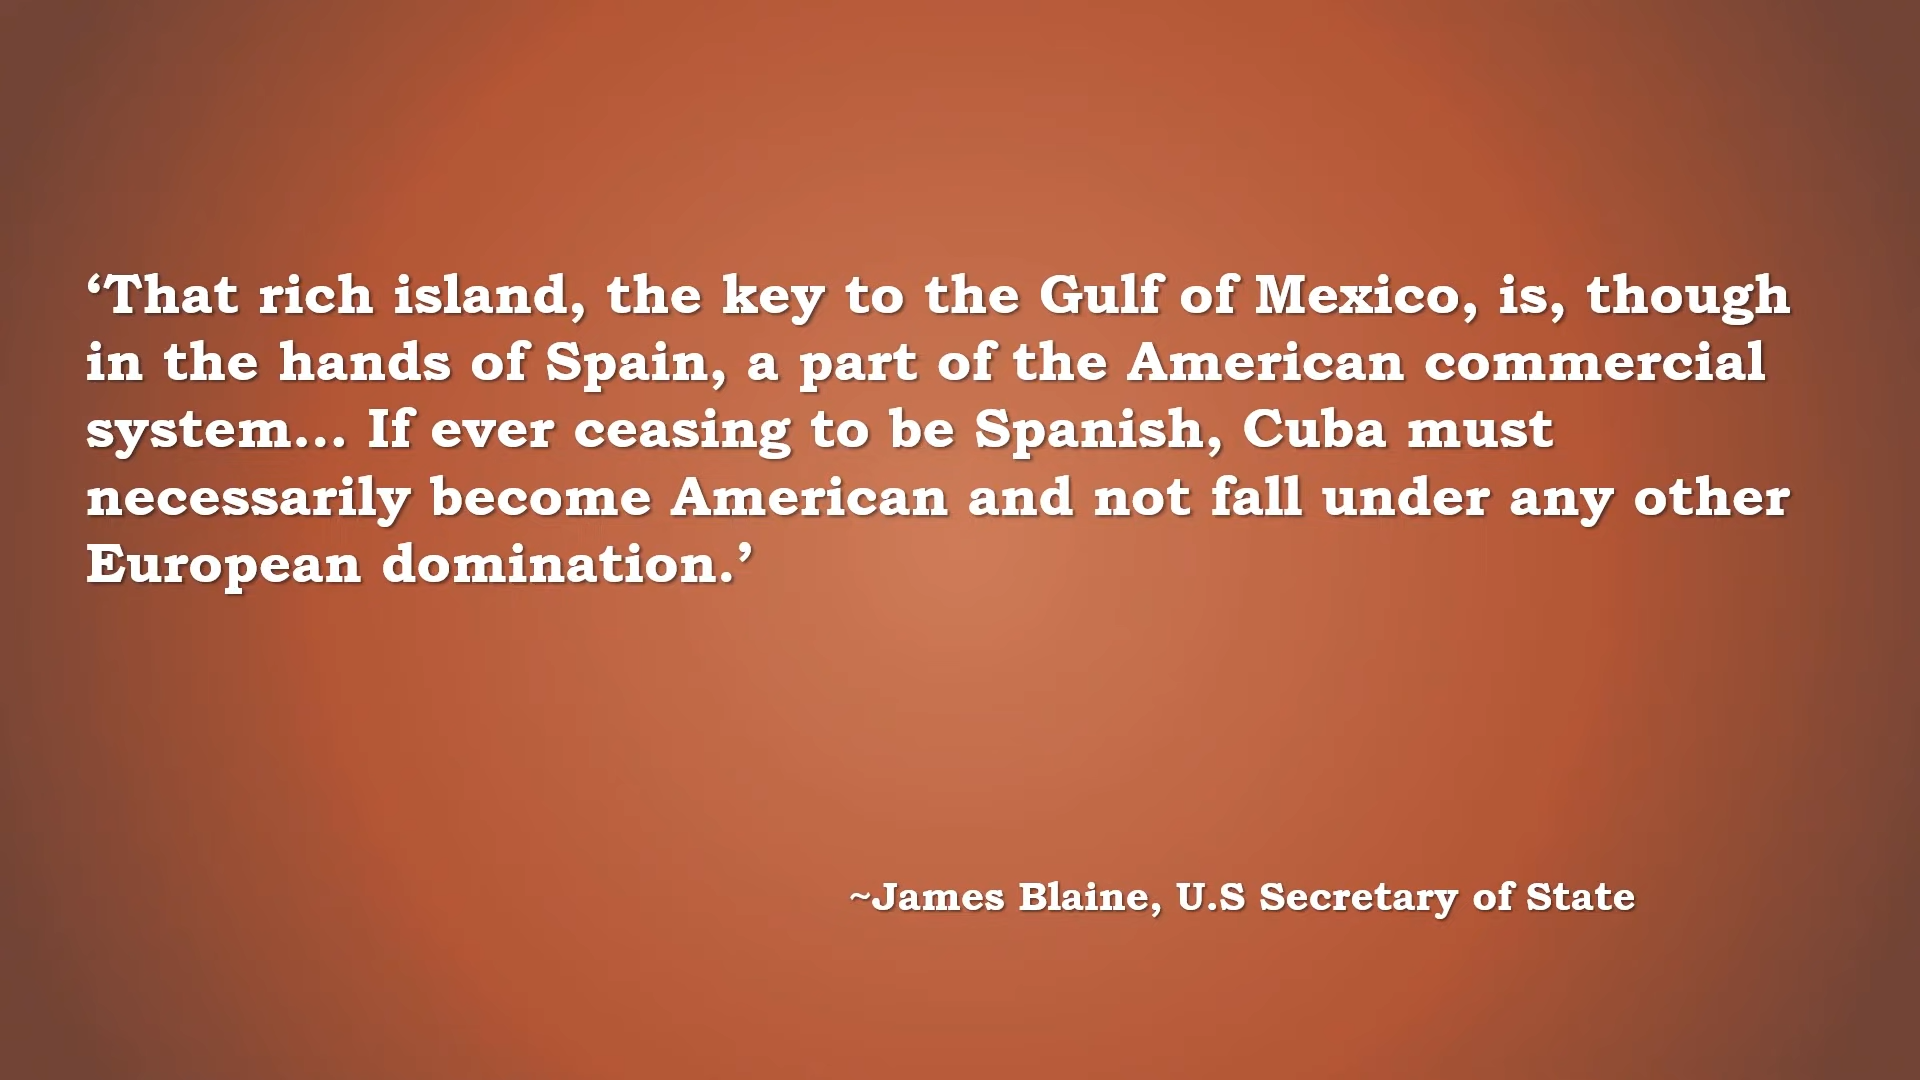 ‘That rich island, the key to the Gulf of Mexico, is, though
in the hands of Spain, a part of the American commercial
system… If ever ceasing to be Spanish, Cuba must
necessarily become American and not fall under any other
European domination.’
~James Blaine, U.S Secretary of State